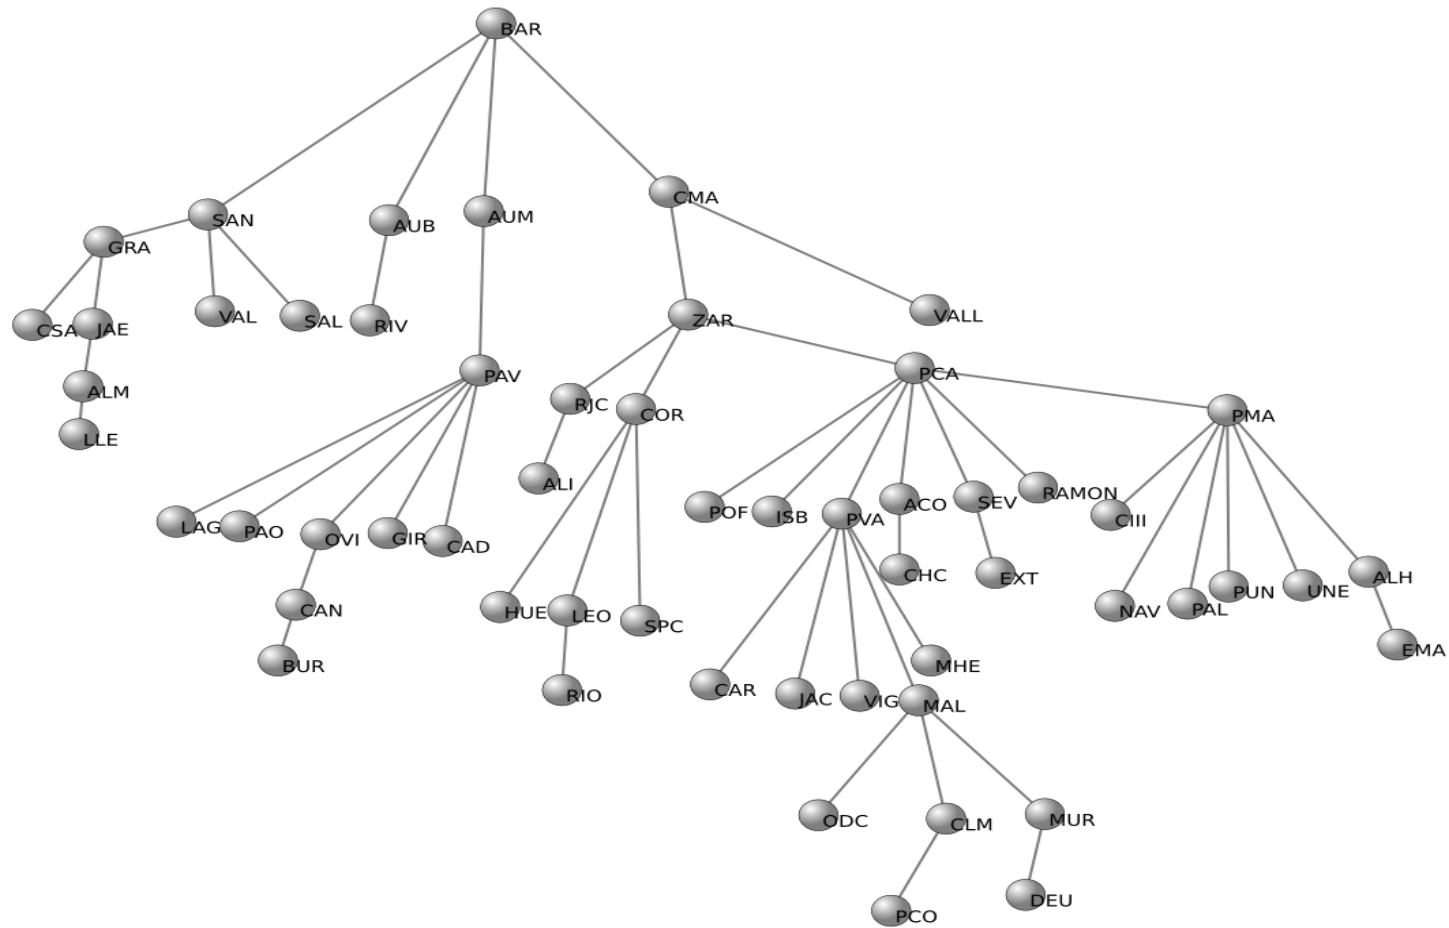 BAR
CMA
SAN
AUB
AUM
GRA
CSA
JAE
VAL
SAL
RIV
ZAR
VALL
ALM
LLE
PAV
RJC
COR
PCA
PMA
ALI
LAG
PAO
OVI
GIR
CAD
POF
ISB
PVA
ACO
SEV
RAMON
CIII
CHC
EXT
CAN
BUR
HUE
LEO
SPC
RIO
NAV
PAL
PUN
UNE
ALH
EMA
CAR
JAC
VIG
MAL
MHE
ODC
CLM
MUR
PCO
DEU